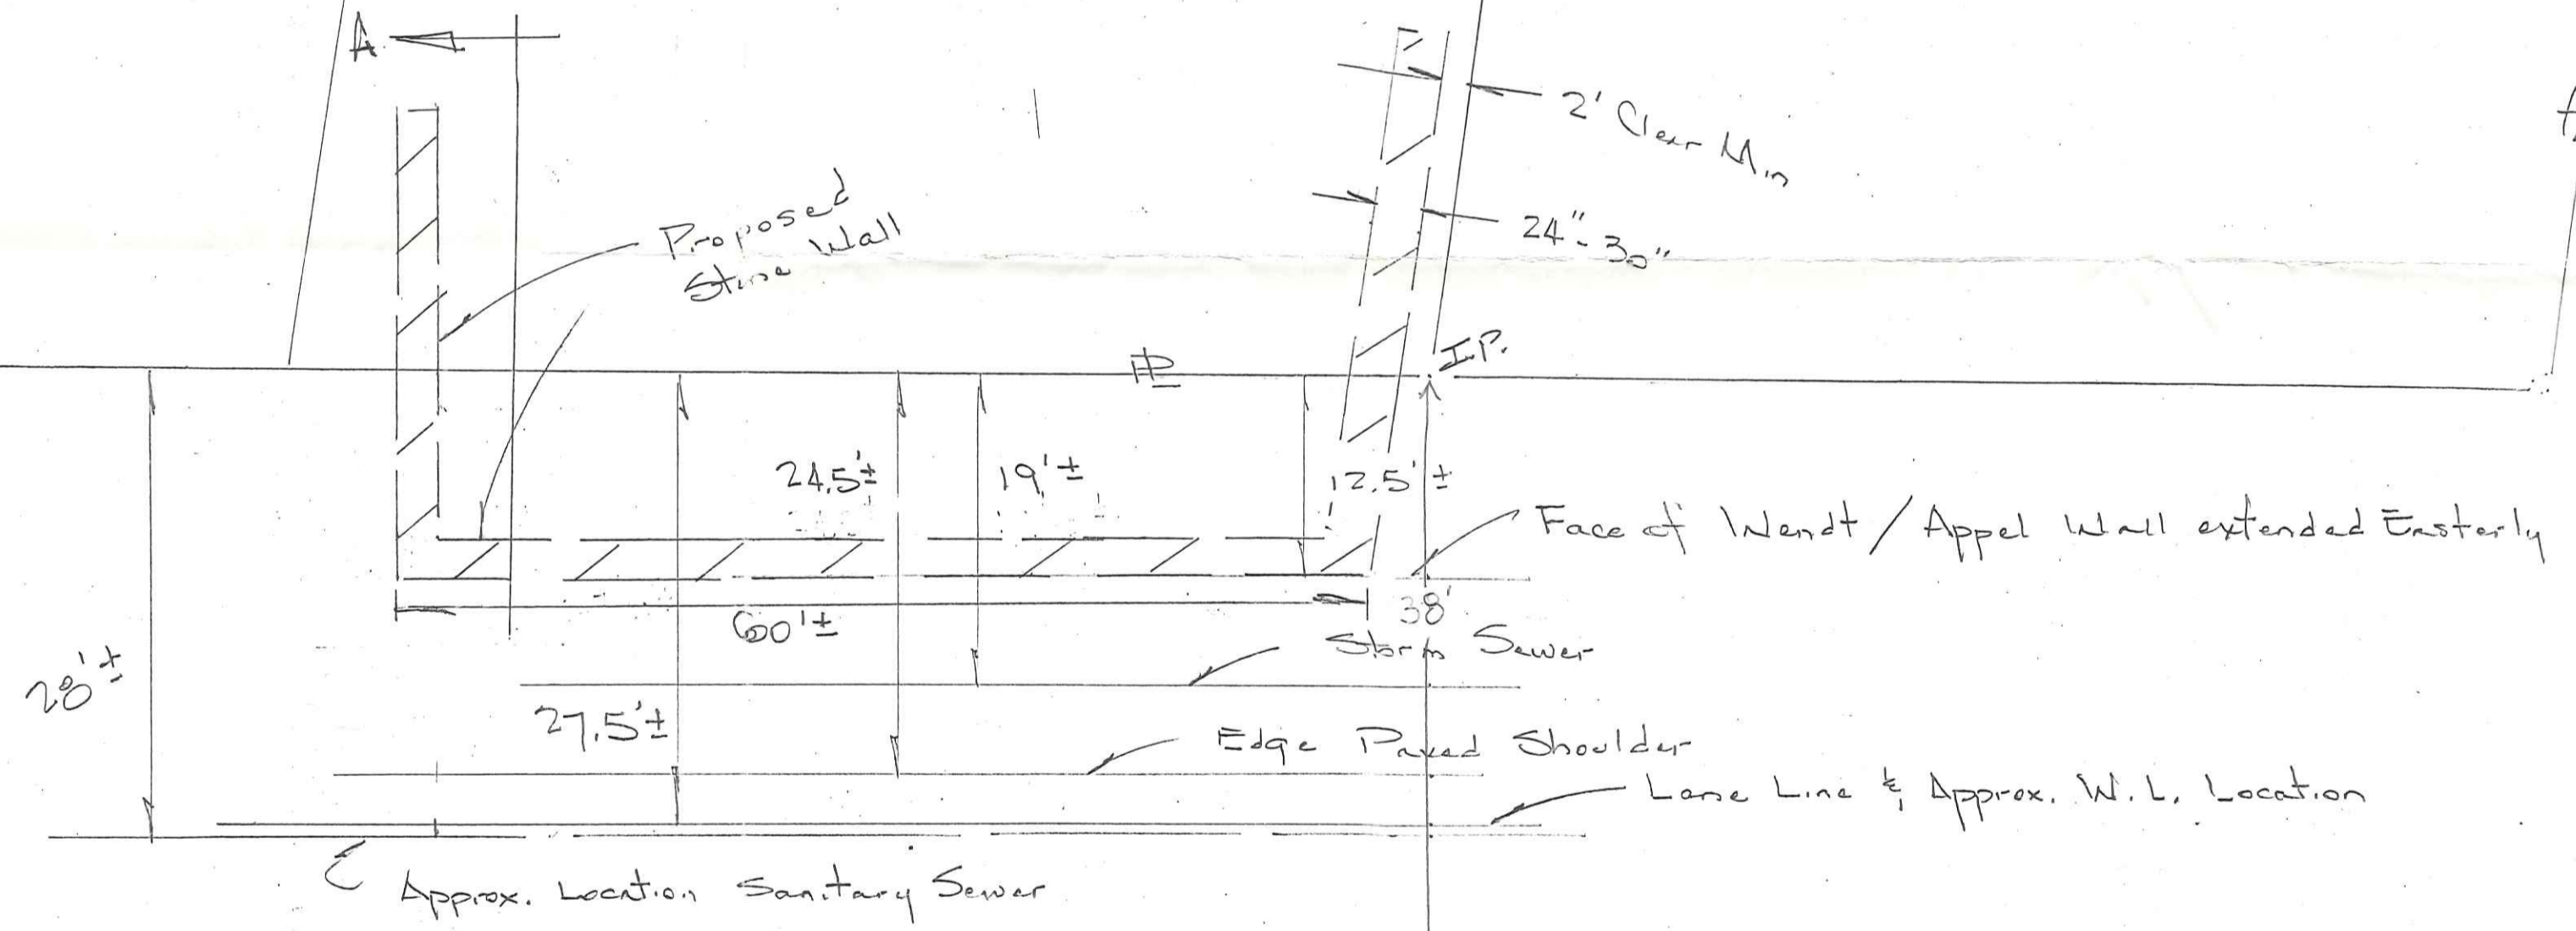 A
2' Clear Min
Proposed
Stone Wall
24"- 30"
I.P.
PL
24.5'±
19'±
12.5'±
Face of Wendt / Appel Wall extended Easterly
60'±
38'
Storm Sewer
28'±
27.5'±
Edge Paved Shoulder
Lane Line & Approx. W.L. Location
Approx. Location Sanitary Sewer